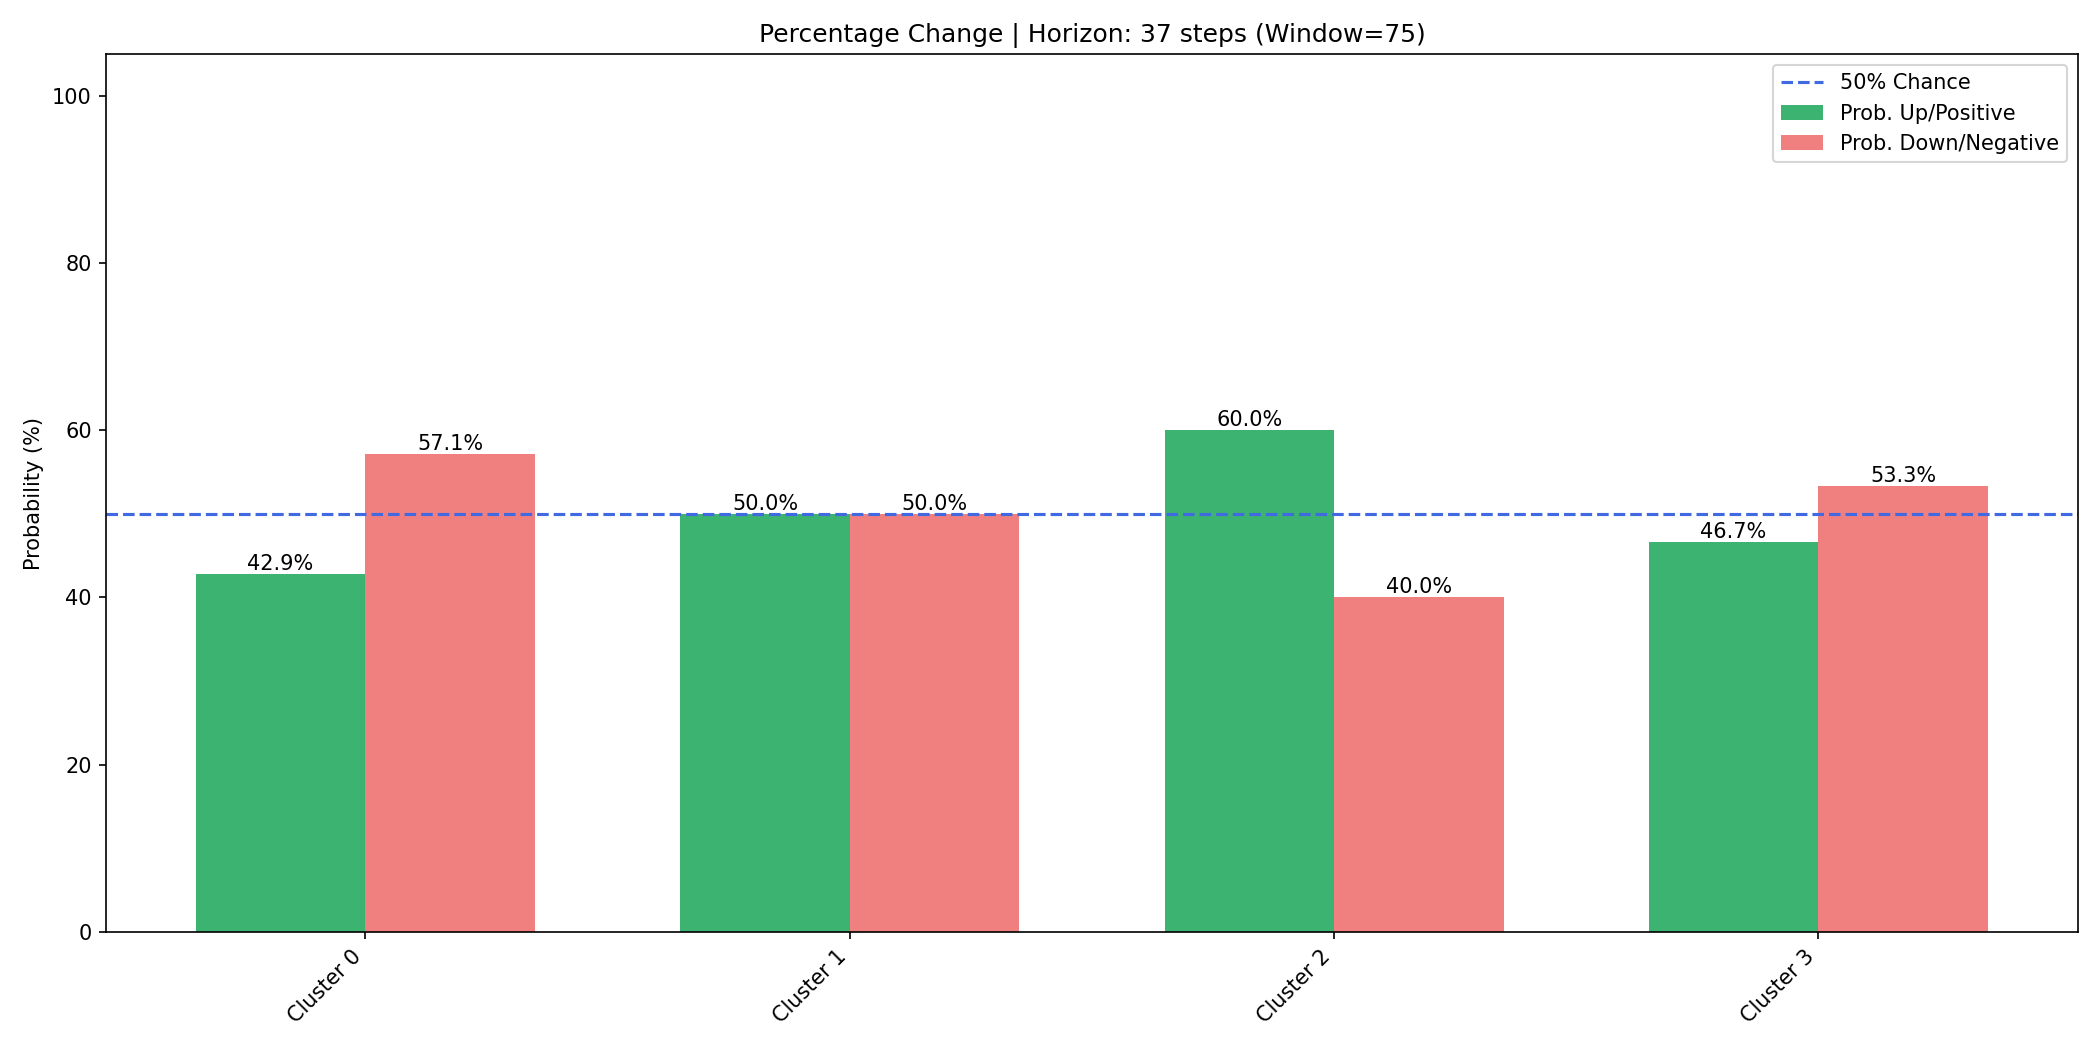 Percentage Change | Horizon: 37 steps (Window=75)
50% Chance
Prob. Up/Positive
Prob. Down/Negative
Probability (%)
100
80
60
40
20
0
42.9%
57.1%
50.0%
50.0%
60.0%
40.0%
46.7%
53.3%
Cluster 0
Cluster 1
Cluster 2
Cluster 3